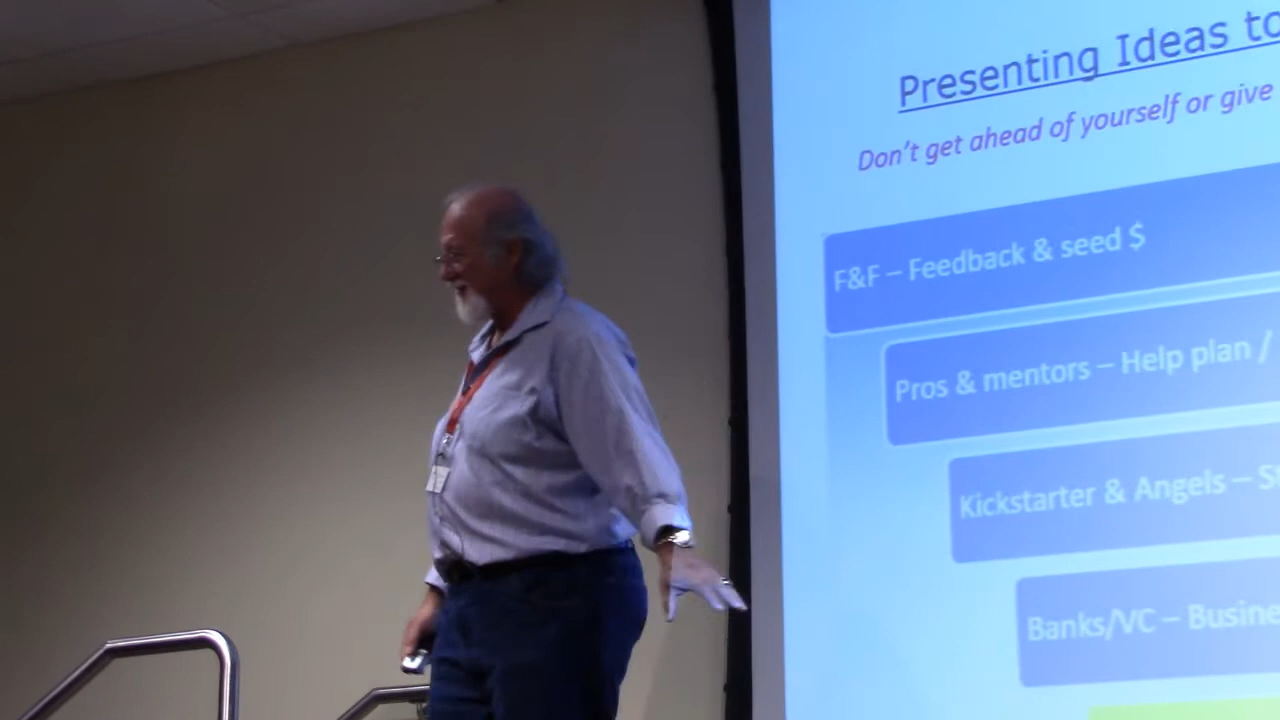 Presenting Ideas to
Don't get ahead of yourself or give
F&F – Feedback & seed $
Pros & mentors – Help plan /
Kickstarter & Angels –
Banks/VC –